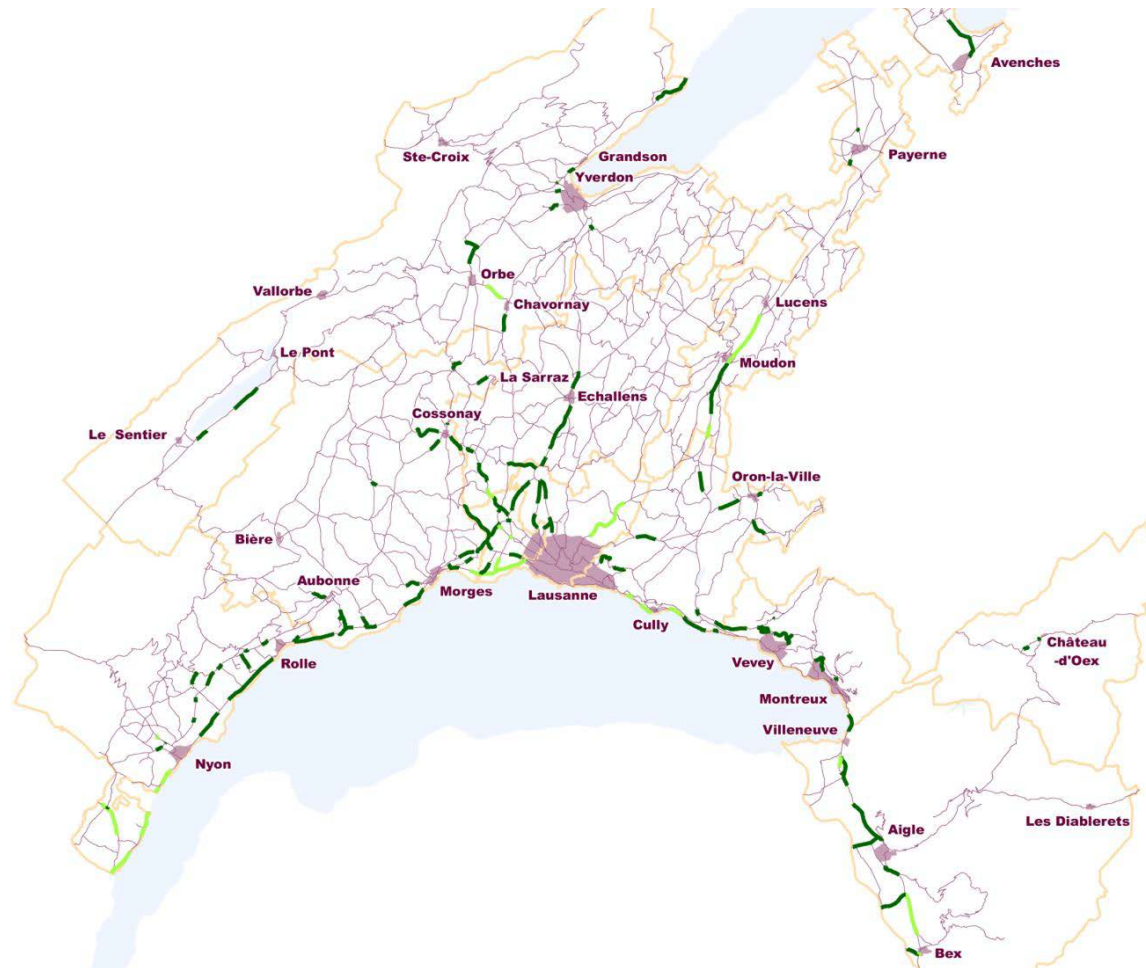 Avenches
Ste-Croix
Grandson
Payerne
Yverdon
Orbe
Vallorbe
Chavornay
Lucens
Le Pont
Moudon
La Sarraz
Echallens
Cossonay
Le Sentier
Oron-la-Ville
Bière
Aubonne
Morges
Lausanne
Cully
Château
-d'Oex
Rolle
Vevey
Montreux
Villeneuve
Nyon
Les Diablerets
Aigle
Bex